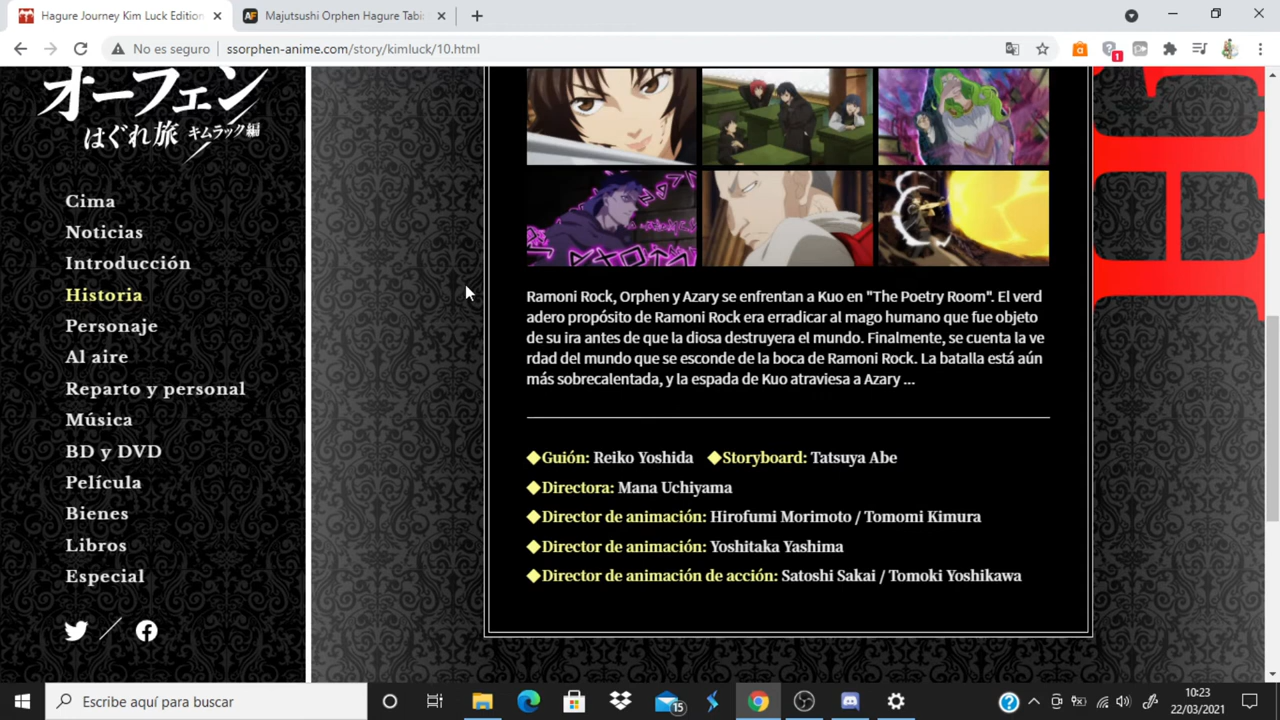 Hagure Journey Kim Luck Edition
Majutsushi Orphen Hagure Tabi
No es seguro
ssorphen-anime.com/story/kimluck/10.html
1
オーフェン
はぐれ旅 キムラック編
Cima
Noticias
Introducción
Historia
Personaje
Al aire
Reparto y personal
Música
BD y DVD
Película
Bienes
Libros
Especial
Ramoni Rock, Orphen y Azary se enfrentan a Kuo en "The Poetry Room". El verd
adero propósito de Ramoni Rock era erradicar al mago humano que fue objeto
de su ira antes de que la diosa destruyera el mundo. Finalmente, se cuenta la ve
rdad del mundo que se esconde de la boca de Ramoni Rock. La batalla está aún
más sobrecalentada, y la espada de Kuo atraviesa a Azary ...
◆Guión: Reiko Yoshida ◆Storyboard: Tatsuya Abe
◆Directora: Mana Uchiyama
◆Director de animación: Hirofumi Morimoto / Tomomi Kimura
◆Director de animación: Yoshitaka Yashima
◆Director de animación de acción: Satoshi Sakai / Tomoki Yoshikawa
Escribe aquí para buscar
15
10:23
22/03/2021